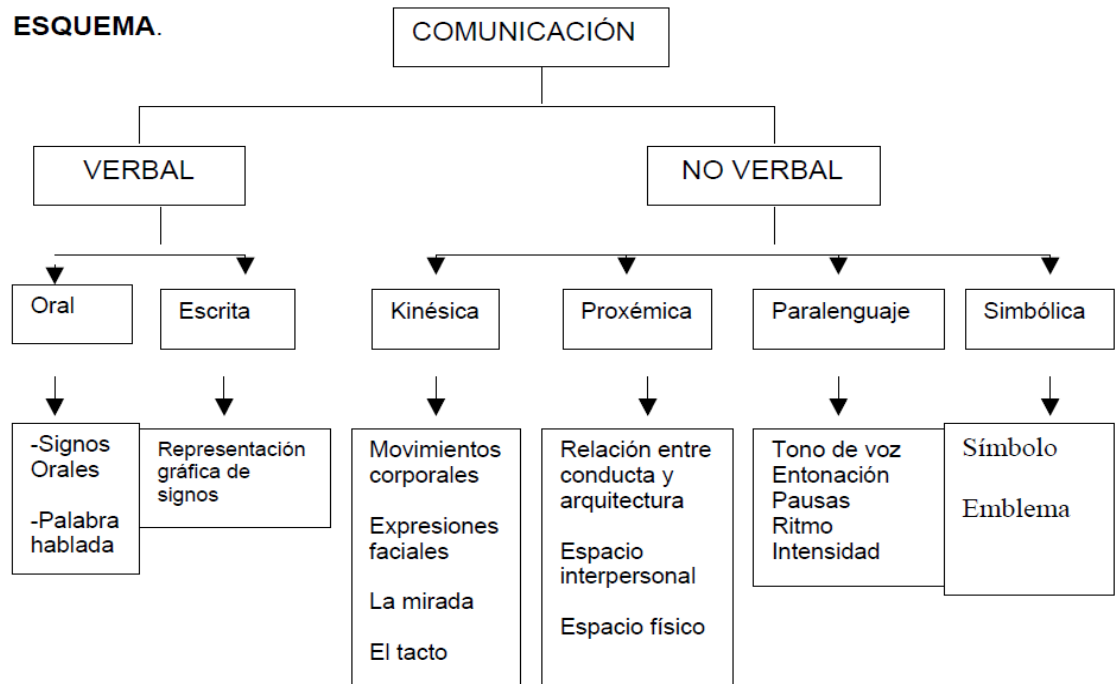 ESQUEMA.
COMUNICACIÓN
VERBAL
NO VERBAL
Oral
Escrita
Kinésica
Proxémica
Paralenguaje
Simbólica
-Signos
Orales
-Palabra
hablada
Representación
gráfica de
signos
Movimientos
corporales
Expresiones
faciales
La mirada
El tacto
Relación entre
conducta y
arquitectura
Espacio
interpersonal
Espacio físico
Tono de voz
Entonación
Pausas
Ritmo
Intensidad
Símbolo
Emblema